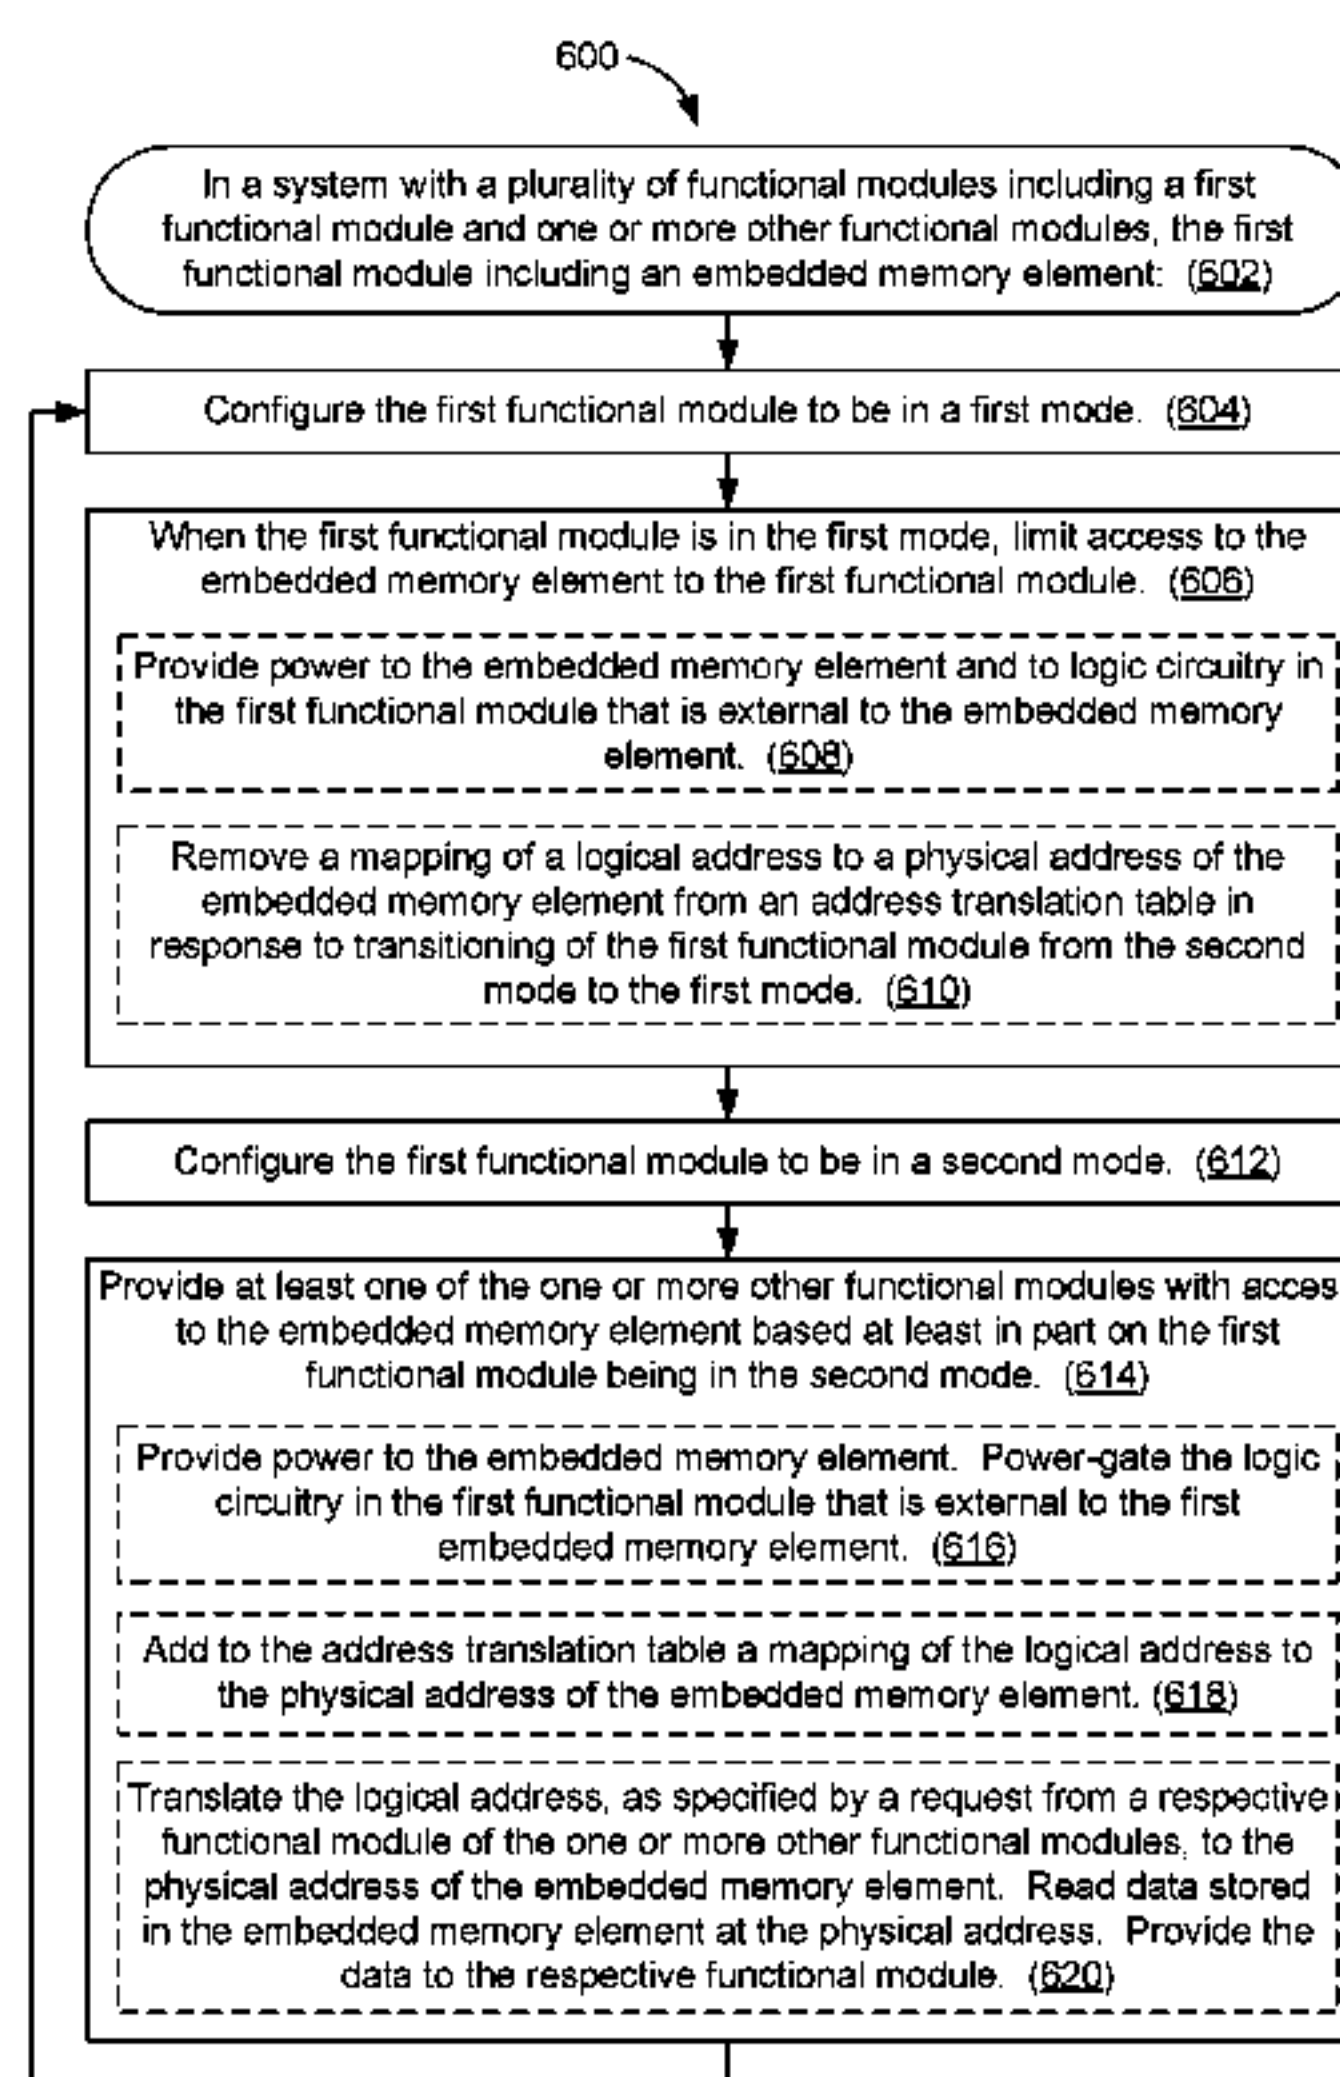 600
In a system with a plurality of functional modules including a first
functional module and one or more other functional modules, the first
functional module including an embedded memory element: (602)
Configure the first functional module to be in a first mode. (604)
When the first functional module is in the first mode, limit access to the
embedded memory element to the first functional module. (606)
Provide power to the embedded memory element and to logic circuitry in
the first functional module that is external to the embedded memory
element. (608)
Remove a mapping of a logical address to a physical address of the
embedded memory element from an address translation table in
response to transitioning of the first functional module from the second
mode to the first mode. (610)
Configure the first functional module to be in a second mode. (612)
Provide at least one of the one or more other functional modules with acces
to the embedded memory element based at least in part on the first
functional module being in the second mode. (614)
Provide power to the embedded memory element. Power-gate the logic
circuitry in the first functional module that is external to the first
embedded memory element. (616)
Add to the address translation table a mapping of the logical address to
the physical address of the embedded memory element. (618)
Translate the logical address, as specified by a request from a respective
functional module of the one or more other functional modules, to the
physical address of the embedded memory element. Read data stored
in the embedded memory element at the physical address. Provide the
data to the respective functional module. (620)